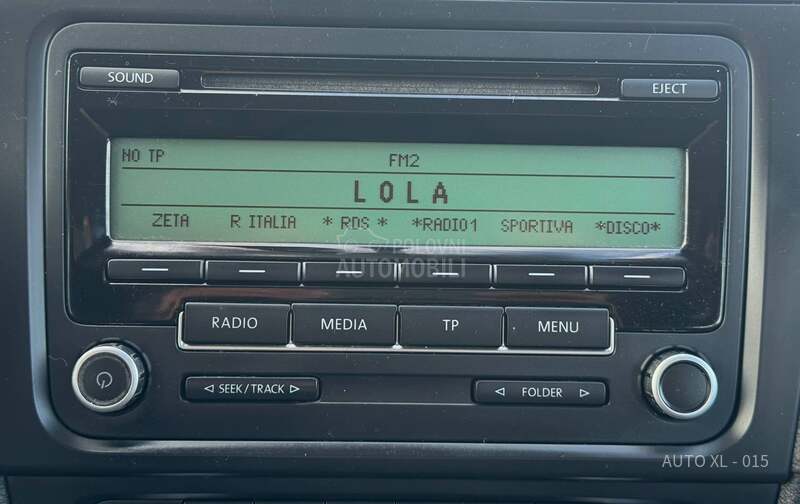 SOUND
EJECT
NO TP
FM2
LOLA
ZETA R ITALIA * RDS * *RADIO1 SPORTIVA *DISCO*
POLOVNI
AUTOMOBILI
RADIO MEDIA TP MENU
SEEK/TRACK FOLDER
AUTO XL - 015